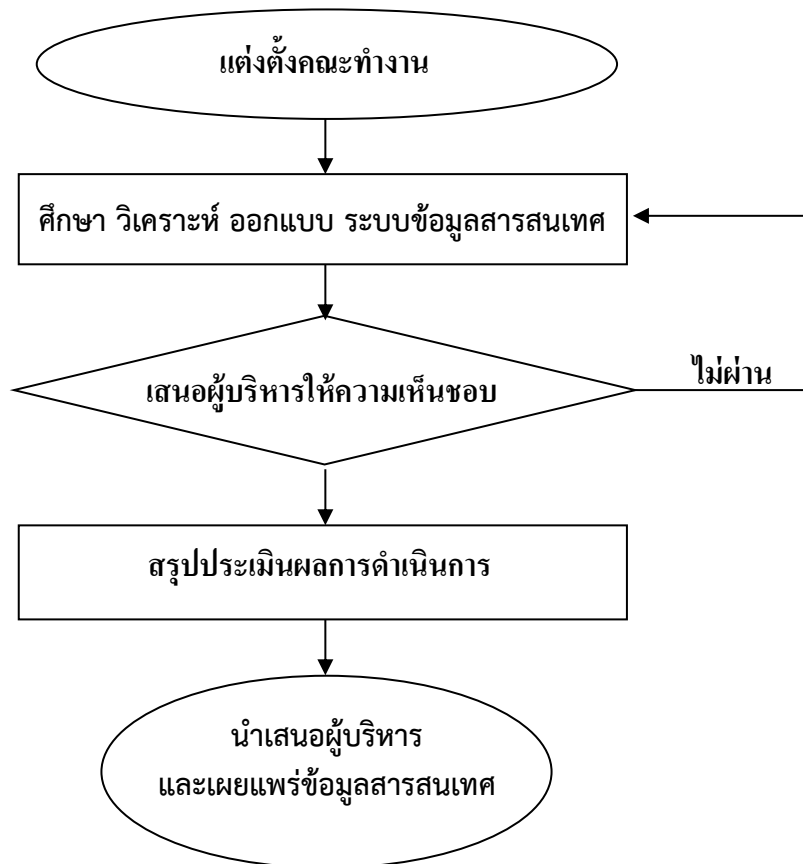 แต่งตั้งคณะทำงาน
ศึกษา วิเคราะห์ ออกแบบ ระบบข้อมูลสารสนเทศ
เสนอผู้บริหารให้ความเห็นชอบ
ไม่ผ่าน
สรุปประเมินผลการดำเนินการ
นำเสนอผู้บริหาร
และเผยแพร่ข้อมูลสารสนเทศ